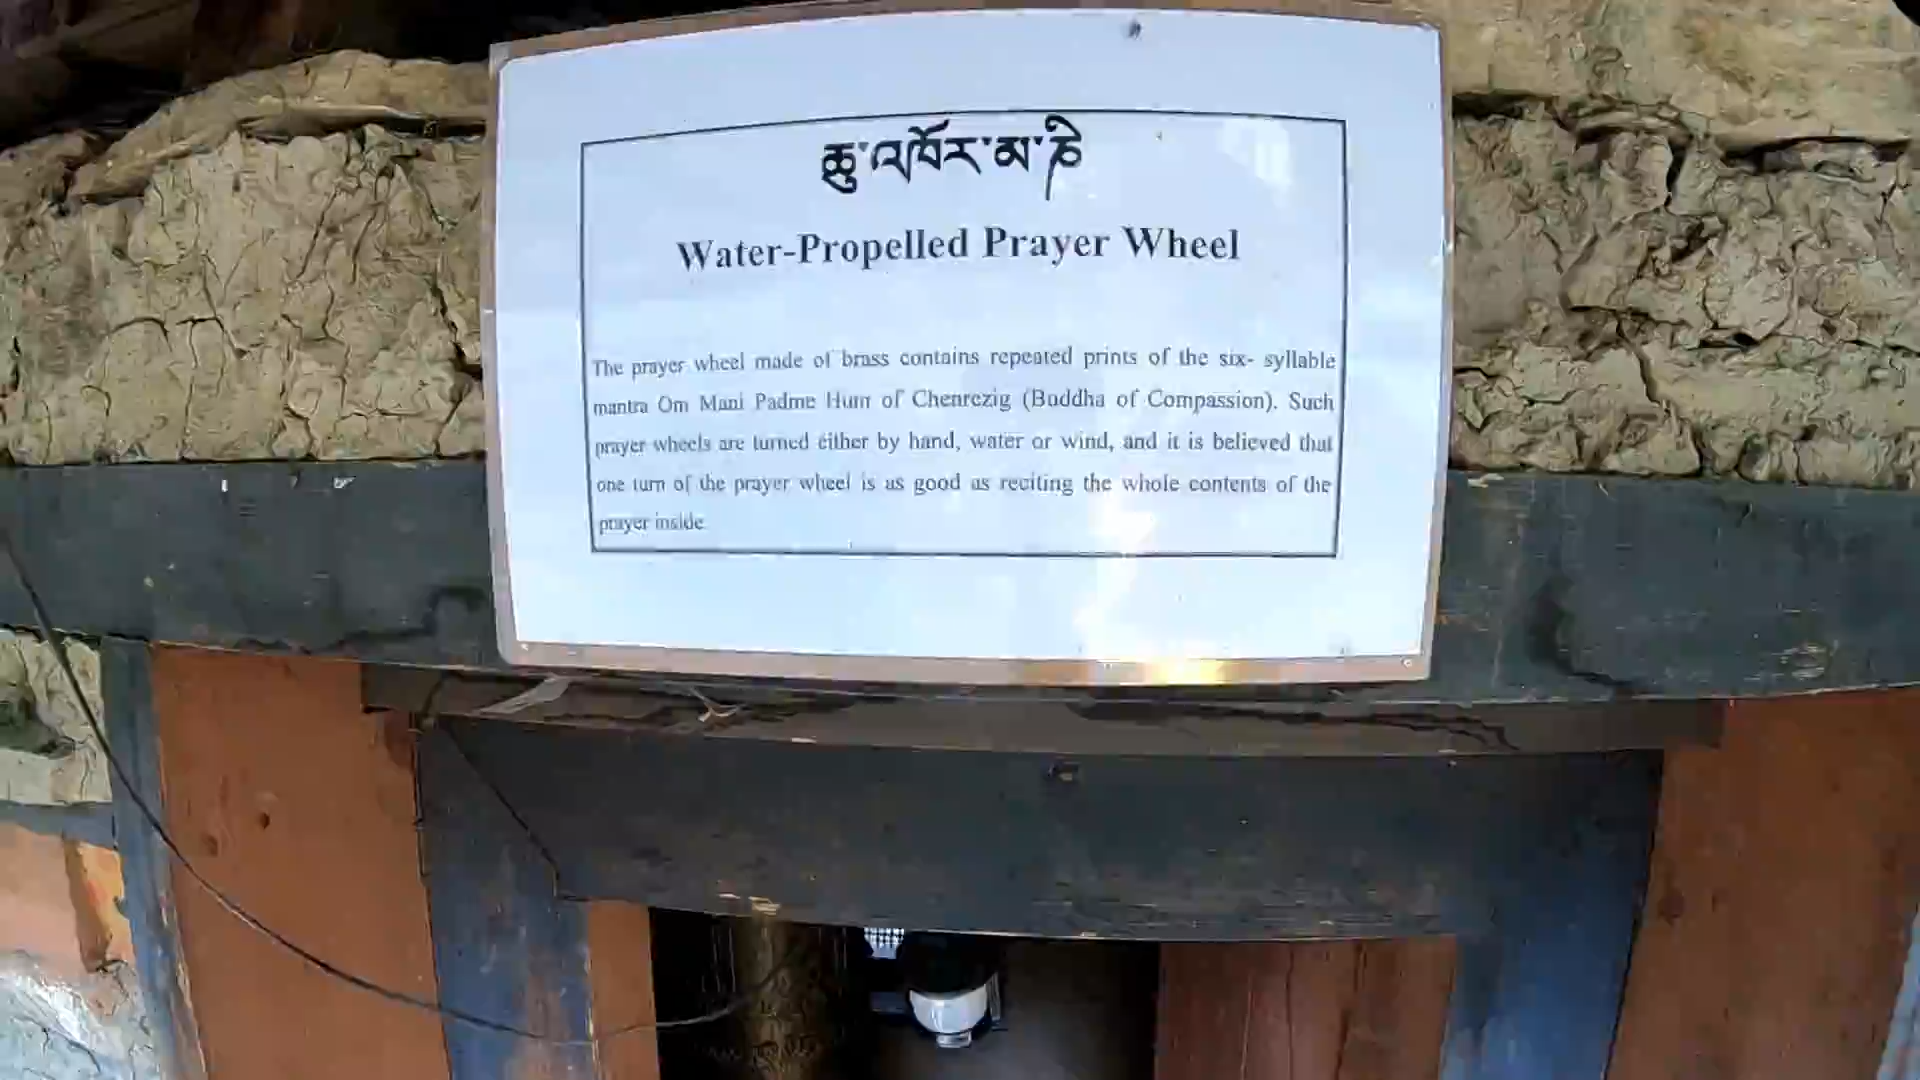 ཆུ་འཁོར་མ་ཎི
Water-Propelled Prayer Wheel
The prayer wheel made of brass contains repeated prints of the six- syllable
mantra Om Mani Padme Hum of Chenrezig (Buddha of Compassion). Such
prayer wheels are turned either by hand, water or wind, and it is believed that
one turn of the prayer wheel is as good as reciting the whole contents of the
prayer inside.